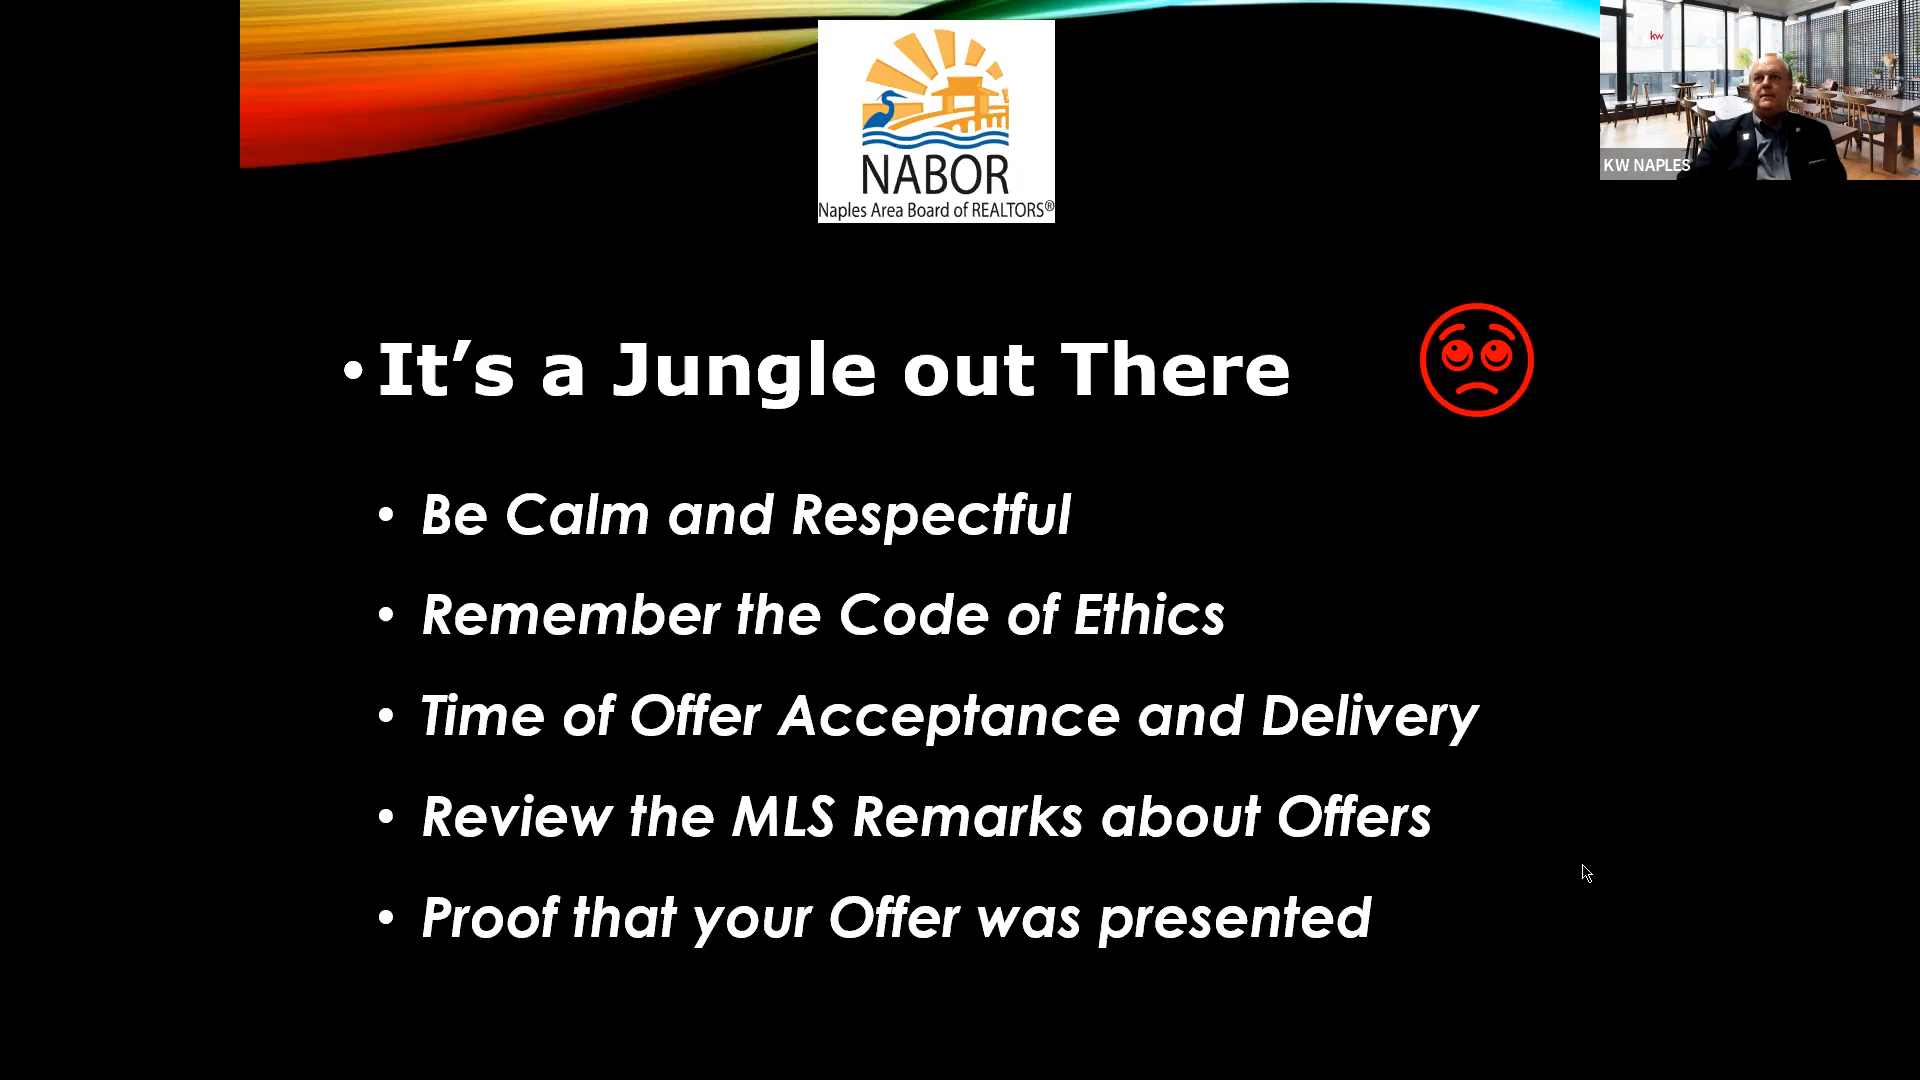 NABOR
Naples Area Board of REALTORS®
kw
KW NAPLES
• It’s a Jungle out There
• Be Calm and Respectful
• Remember the Code of Ethics
• Time of Offer Acceptance and Delivery
• Review the MLS Remarks about Offers
• Proof that your Offer was presented